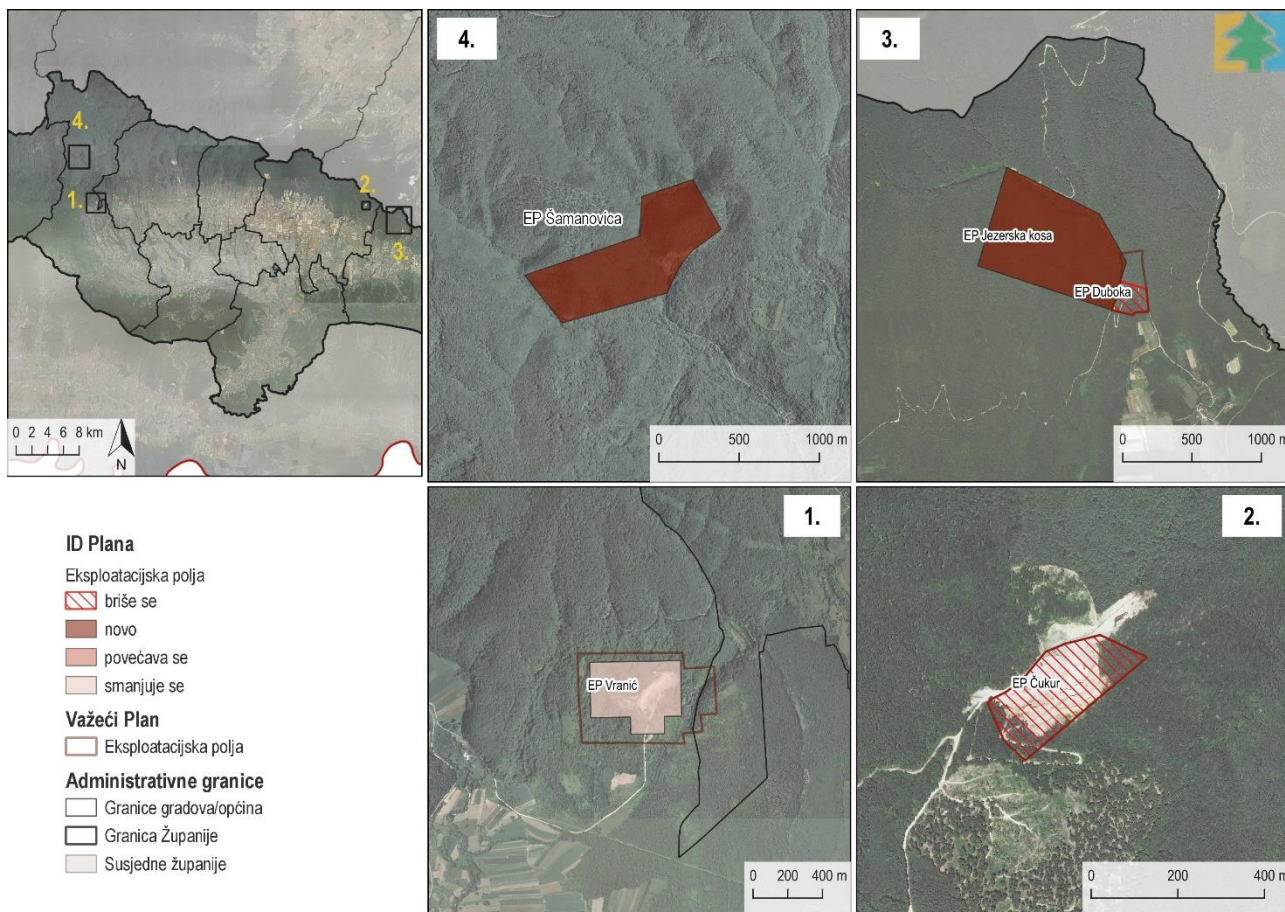 4.
1.
2.
3.
0 2 4 6 8 km
N
4.
EP Šamanovica
0 500 1000 m
3.
EP Jezerska kosa
EP Duboka
0 500 1000 m
ID Plana
Eksploatacijska polja
briše se
novo
povećava se
smanjuje se
Važeći Plan
Eksploatacijska polja
Administrativne granice
Granice gradova/općina
Granica Županije
Susjedne županije
1.
EP Vranić
0 200 400 m
2.
EP Čukur
0 200 400 m